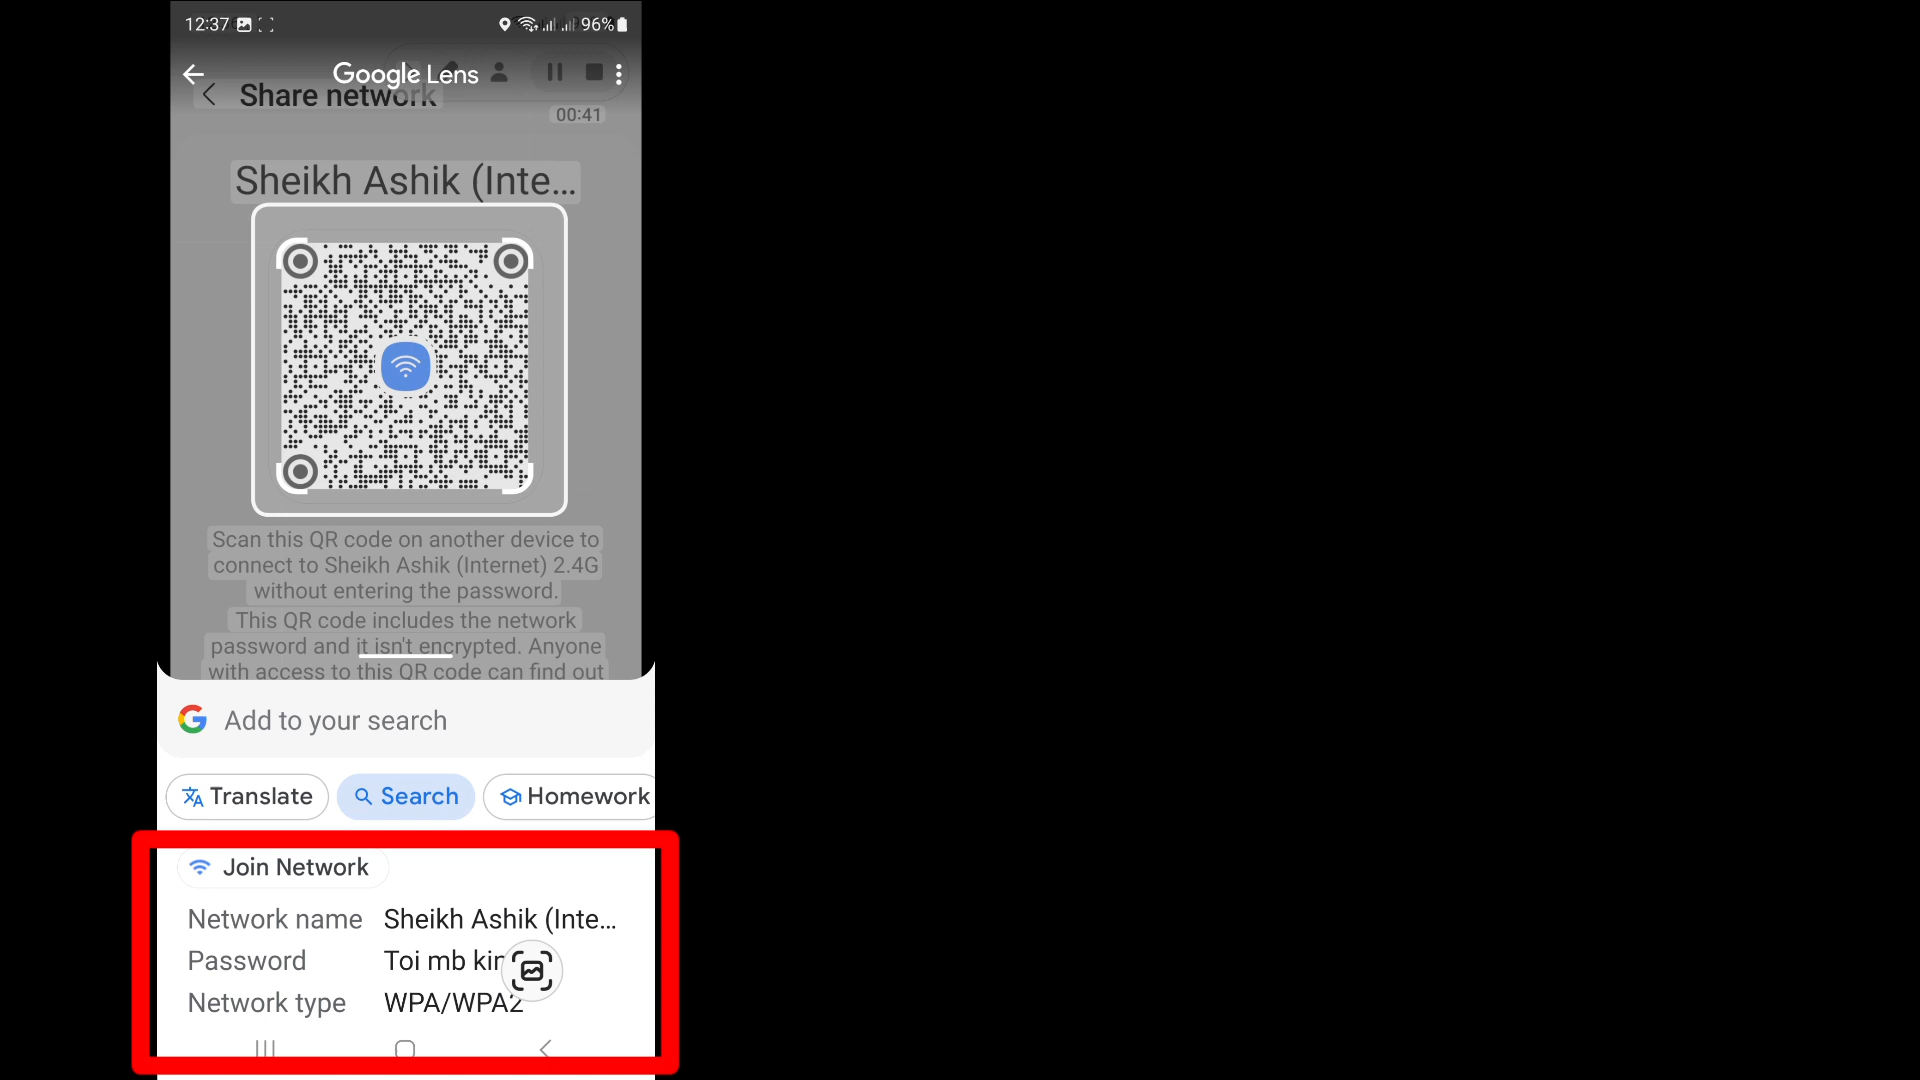 12:37 96%
Google Lens
Share network
00:41
Sheikh Ashik (Inte...
Scan this QR code on another device to
connect to Sheikh Ashik (Internet) 2.4G
without entering the password.
This QR code includes the network
password and it isn't encrypted. Anyone
with access to this QR code can find out
Add to your search
Translate Search Homework
Join Network
Network name Sheikh Ashik (Inte...
Password Toi mb
Network type WPA/WPA2